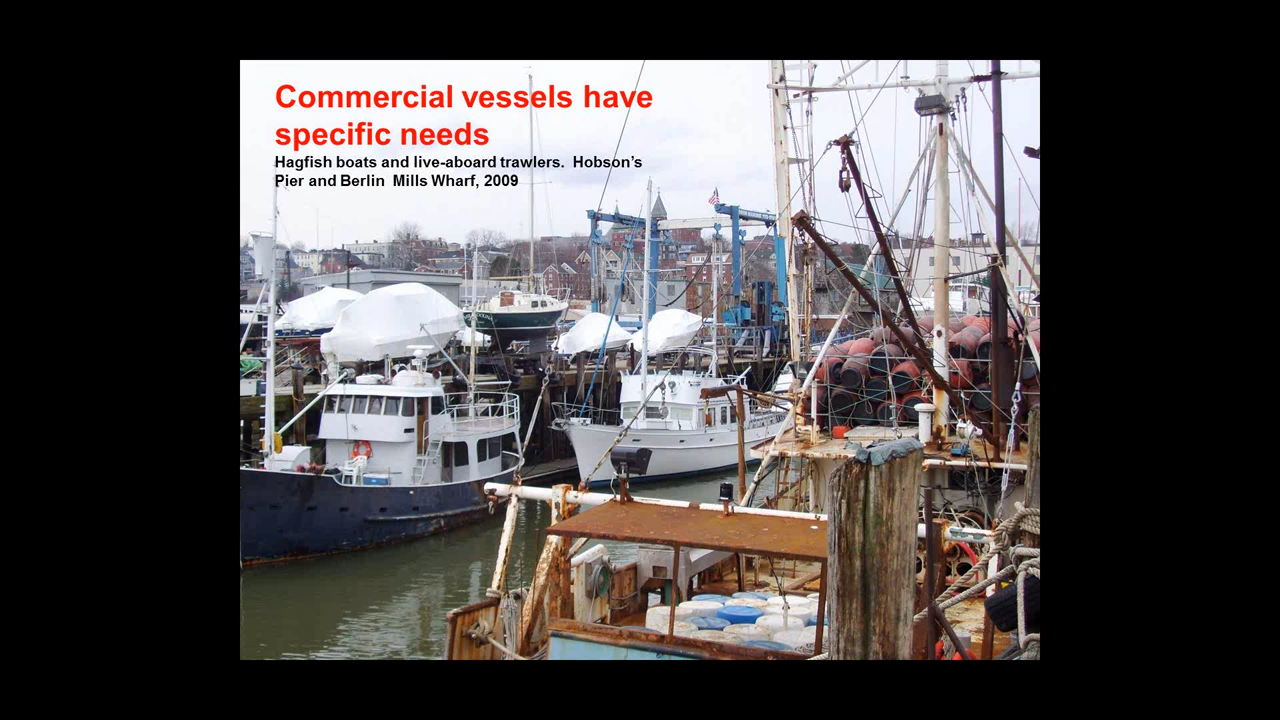 Commercial vessels have
specific needs
Hagfish boats and live-aboard trawlers.  Hobson’s
Pier and Berlin  Mills Wharf, 2009